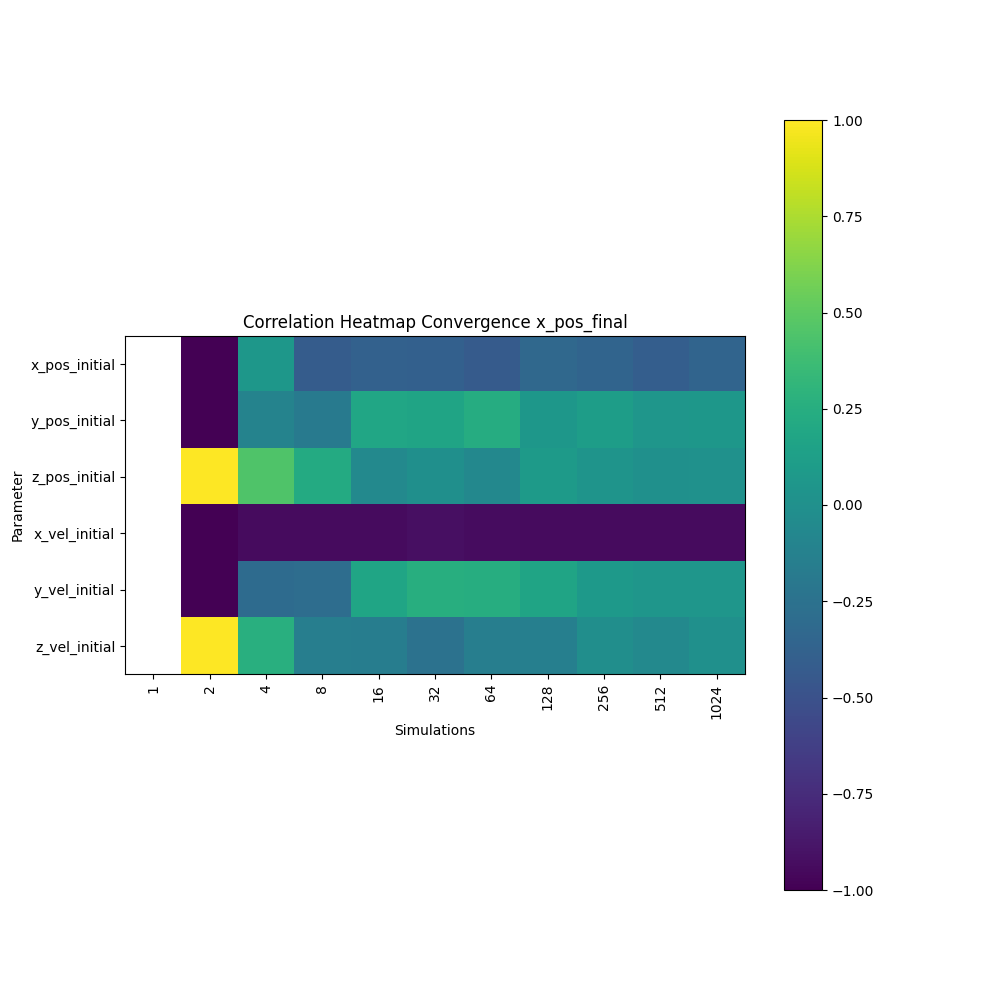 Correlation Heatmap Convergence x_pos_final
Parameter
x_pos_initial
y_pos_initial
z_pos_initial
x_vel_initial
y_vel_initial
z_vel_initial
1
2
4
8
16
32
64
128
256
512
1024
Simulations
1.00
0.75
0.50
0.25
0.00
−0.25
−0.50
−0.75
−1.00